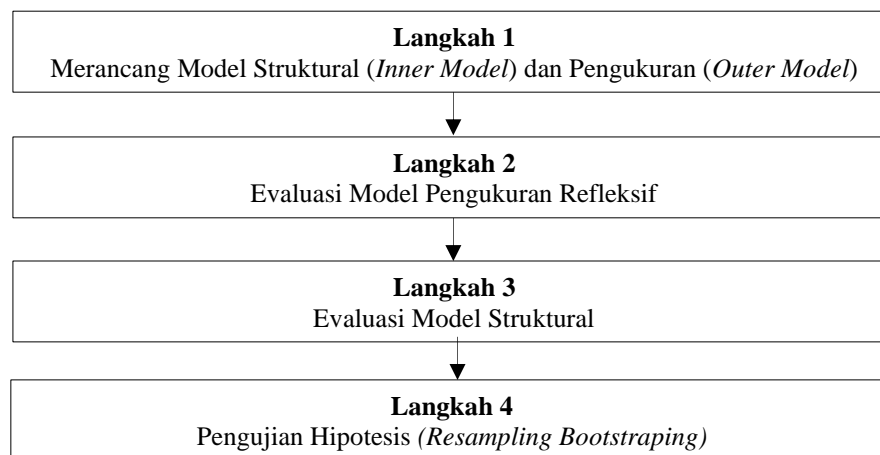 Langkah 1
Merancang Model Struktural (Inner Model) dan Pengukuran (Outer Model)
Langkah 2
Evaluasi Model Pengukuran Refleksif
Langkah 3
Evaluasi Model Struktural
Langkah 4
Pengujian Hipotesis (Resampling Bootstraping)